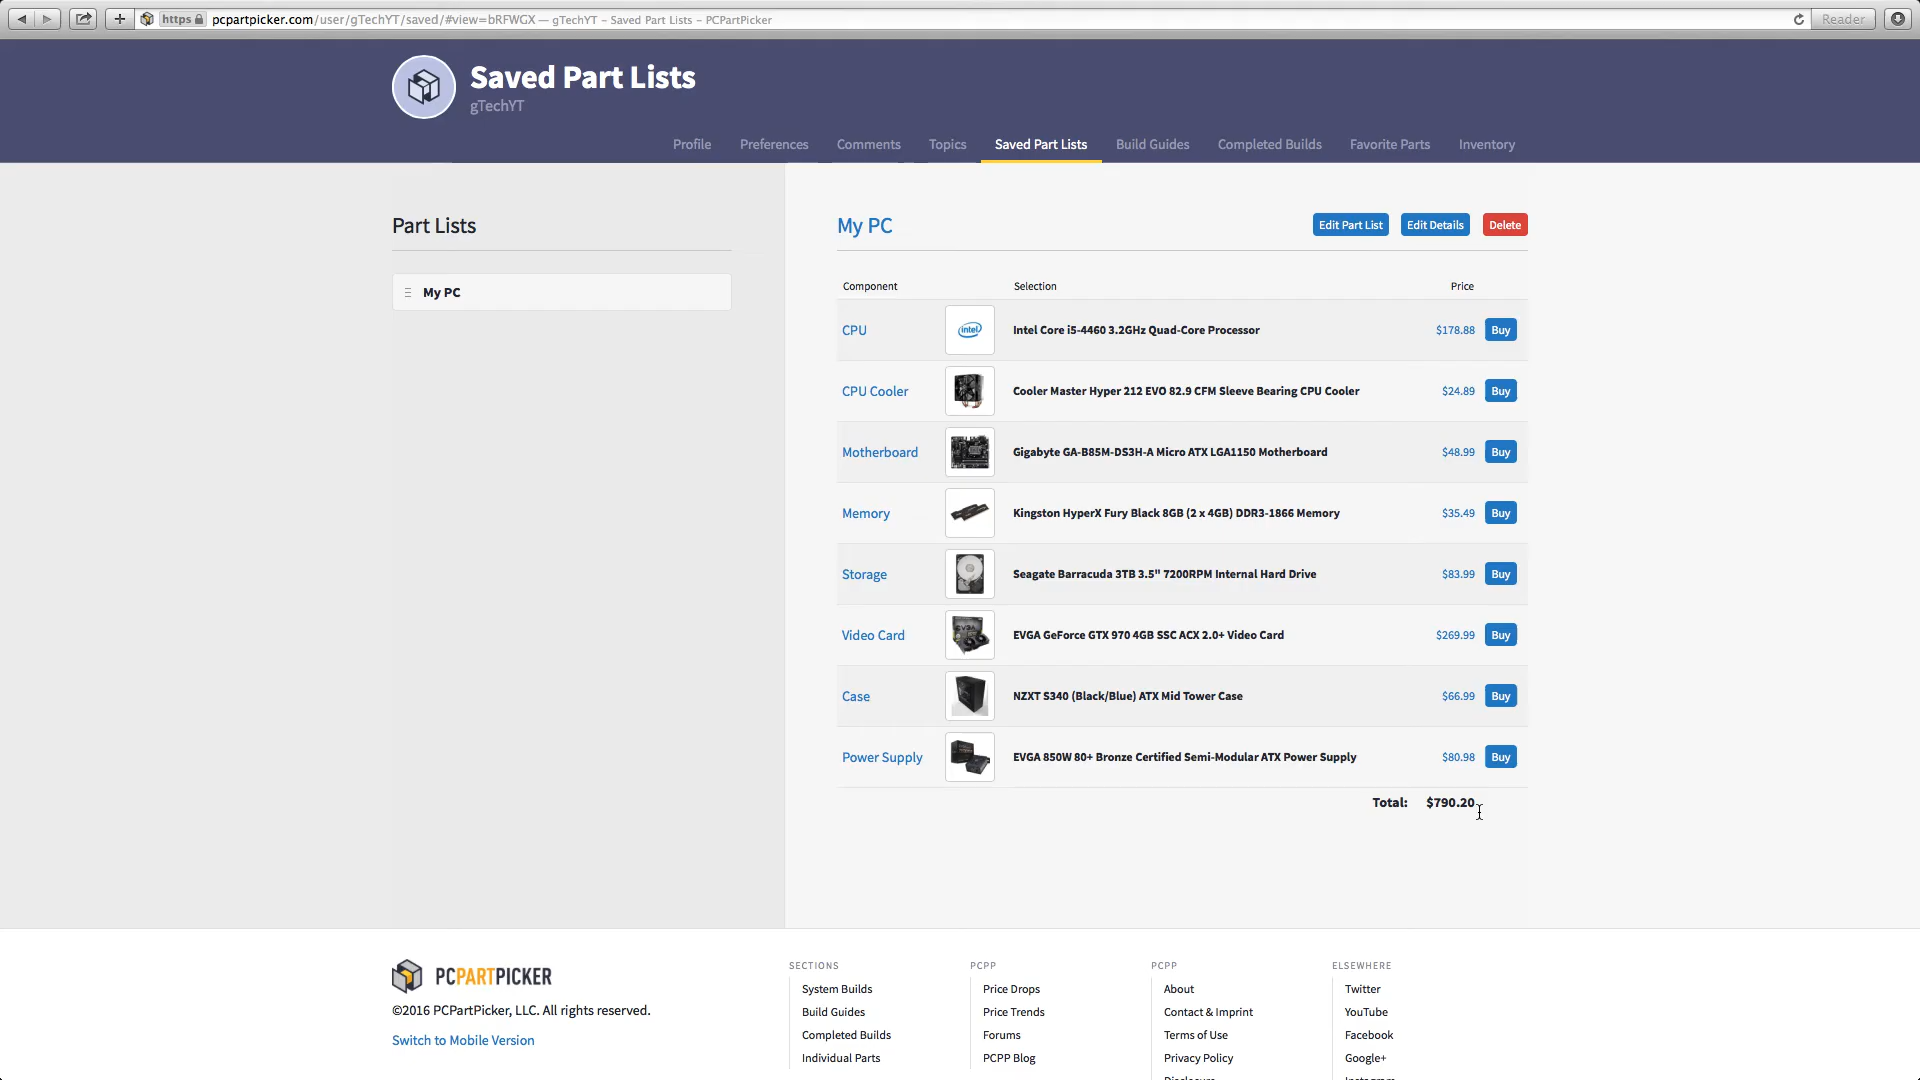 https pcpartpicker.com/user/gTechYT/saved/#view=bRFWGX — gTechYT – Saved Part Lists – PCPartPicker
Reader
Saved Part Lists
gTechYT
Profile Preferences Comments Topics Saved Part Lists Build Guides Completed Builds Favorite Parts Inventory
Part Lists
My PC
My PC
Edit Part List Edit Details Delete
Component Selection Price
CPU intel Intel Core i5-4460 3.2GHz Quad-Core Processor $178.88 Buy
CPU Cooler Cooler Master Hyper 212 EVO 82.9 CFM Sleeve Bearing CPU Cooler $24.89 Buy
Motherboard Gigabyte GA-B85M-DS3H-A Micro ATX LGA1150 Motherboard $48.99 Buy
Memory Kingston HyperX Fury Black 8GB (2 x 4GB) DDR3-1866 Memory $35.49 Buy
Storage Seagate Barracuda 3TB 3.5" 7200RPM Internal Hard Drive $83.99 Buy
Video Card EVGA EVGA GeForce GTX 970 4GB SSC ACX 2.0+ Video Card $269.99 Buy
Case NZXT S340 (Black/Blue) ATX Mid Tower Case $66.99 Buy
Power Supply EVGA 850W 80+ Bronze Certified Semi-Modular ATX Power Supply $80.98 Buy
Total: $790.20
PCPARTPICKER
©2016 PCPartPicker, LLC. All rights reserved.
Switch to Mobile Version
SECTIONS
System Builds
Build Guides
Completed Builds
Individual Parts
PCPP
Price Drops
Price Trends
Forums
PCPP Blog
PCPP
About
Contact & Imprint
Terms of Use
Privacy Policy
Disclosure
ELSEWHERE
Twitter
YouTube
Facebook
Google+
Instagram